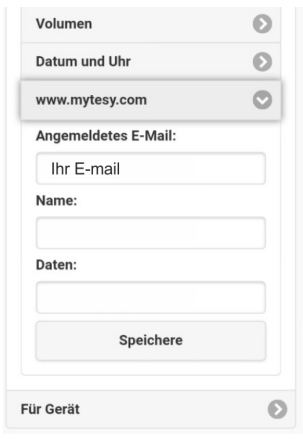 Volumen
Datum und Uhr
www.mytesy.com
Angemeldetes E-Mail:
Ihr E-mail
Name:
Daten:
Speichere
Für Gerät